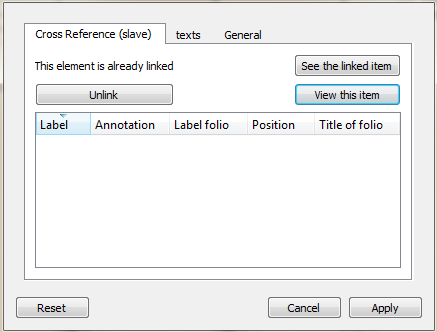 Cross Reference (slave) texts General
This element is already linked See the linked item
Unlink View this item
Label Annotation Label folio Position Title of folio
Reset Cancel Apply